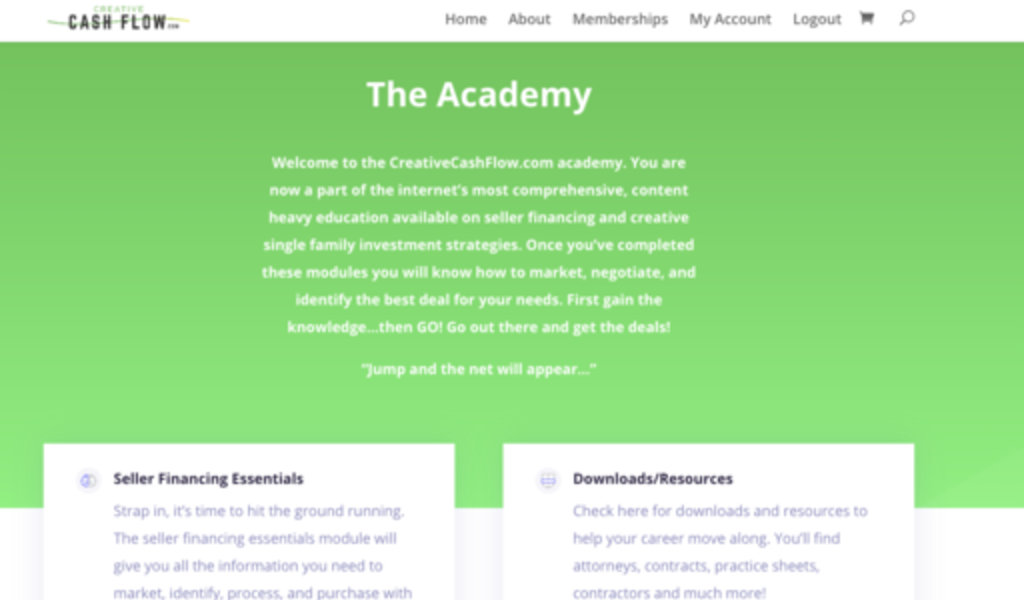 CREATIVE
CASH FLOW.COM
Home About Memberships My Account Logout
The Academy
Welcome to the CreativeCashFlow.com academy. You are
now a part of the internet's most comprehensive, content
heavy education available on seller financing and creative
single family investment strategies. Once you've completed
these modules you will know how to market, negotiate, and
identify the best deal for your needs. First gain the
knowledge...then GO! Go out there and get the deals!
"Jump and the net will appear..."
Seller Financing Essentials
Strap in, it's time to hit the ground running.
The seller financing essentials module will
give you all the information you need to
market, identify, process, and purchase with
Downloads/Resources
Check here for downloads and resources to
help your career move along. You'll find
attorneys, contracts, practice sheets,
contractors and much more!